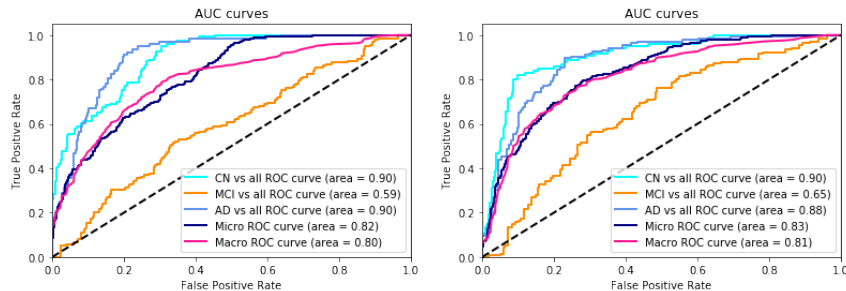 AUC curves
True Positive Rate
1.0
0.8
0.6
0.4
0.2
0.0
CN vs all ROC curve (area = 0.90)
MCI vs all ROC curve (area = 0.59)
AD vs all ROC curve (area = 0.90)
Micro ROC curve (area = 0.82)
Macro ROC curve (area = 0.80)
0.0 0.2 0.4 0.6 0.8 1.0
False Positive Rate
AUC curves
True Positive Rate
1.0
0.8
0.6
0.4
0.2
0.0
CN vs all ROC curve (area = 0.90)
MCI vs all ROC curve (area = 0.65)
AD vs all ROC curve (area = 0.88)
Micro ROC curve (area = 0.83)
Macro ROC curve (area = 0.81)
0.0 0.2 0.4 0.6 0.8 1.0
False Positive Rate